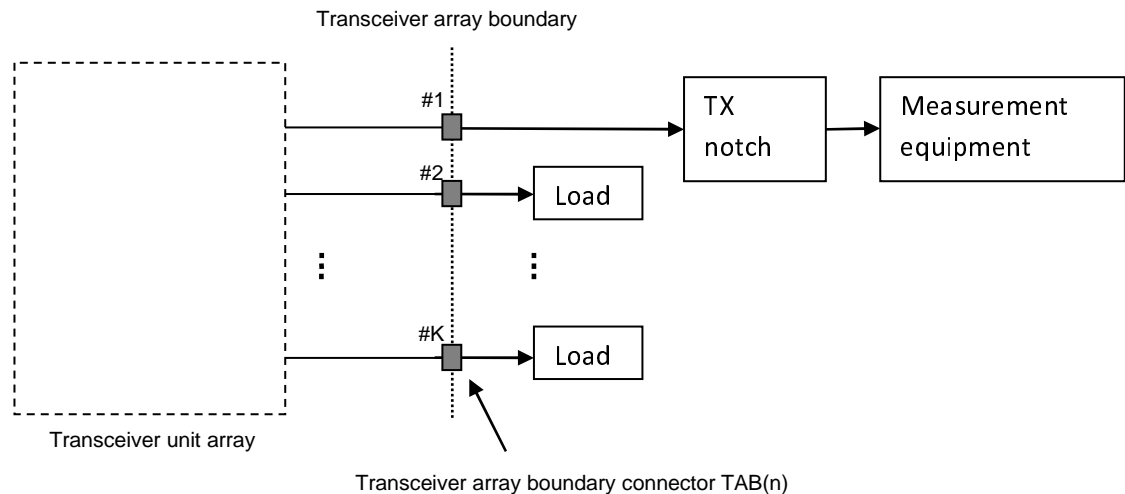 Transceiver array boundary
#1
TX
notch
Measurement
equipment
#2
Load
#K
Load
Transceiver unit array
Transceiver array boundary connector TAB(n)